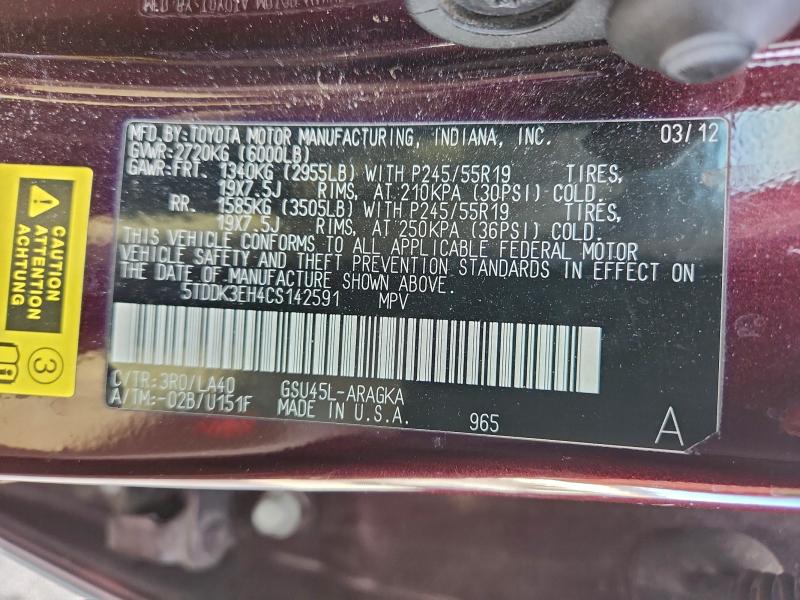 MFD.BY:TOYOTA MOTOR MANUFACTURING, INDIANA, INC. 03/12
GVWR-2720KG (6000LB)
GAWR-FRT. 1340KG (2955LB) WITH P245/55R19 TIRES,
19X7.5J RIMS, AT 210KPA (30PSI) COLD.
RR. 1585KG (3505LB) WITH P245/55R19 TIRES,
19X7.5J RIMS, AT 250KPA (36PSI) COLD.
THIS VEHICLE CONFORMS TO ALL APPLICABLE FEDERAL MOTOR
VEHICLE SAFETY AND THEFT PREVENTION STANDARDS IN EFFECT ON
THE DATE OF MANUFACTURE SHOWN ABOVE.
5TDDK3EH4CS142591 MPV
C/TR:3R0/LA40 GSU45L-ARAGKA
A/TM:-02B/U151F MADE IN U.S.A. 965 A
CAUTION
ATTENTION
ACHTUNG
3